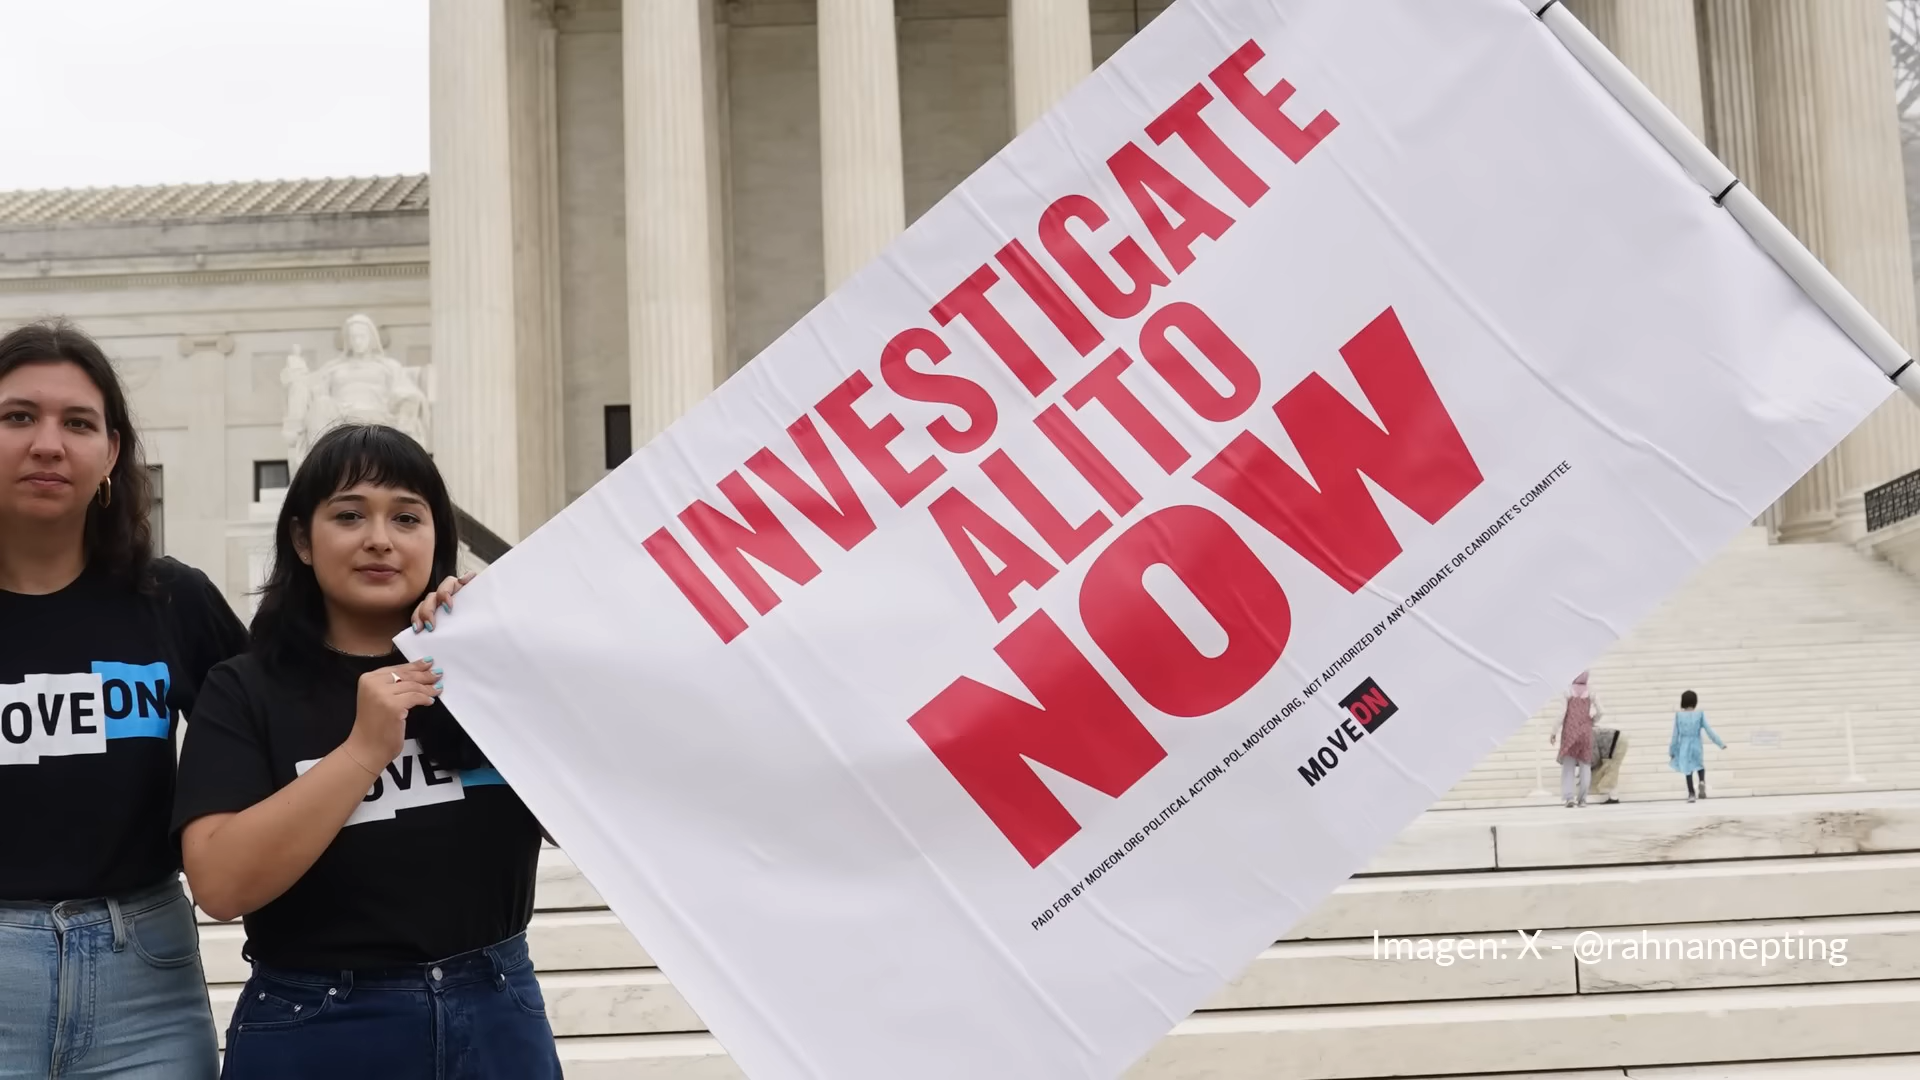 INVESTIGATE
ALITO
NOW
PAID FOR BY MOVEON.ORG POLITICAL ACTION, POL.MOVEON.ORG, NOT AUTHORIZED BY ANY CANDIDATE OR CANDIDATE'S COMMITTEE
MOVEON
OVEON
OVE
Imagen: X - @rahnamepting